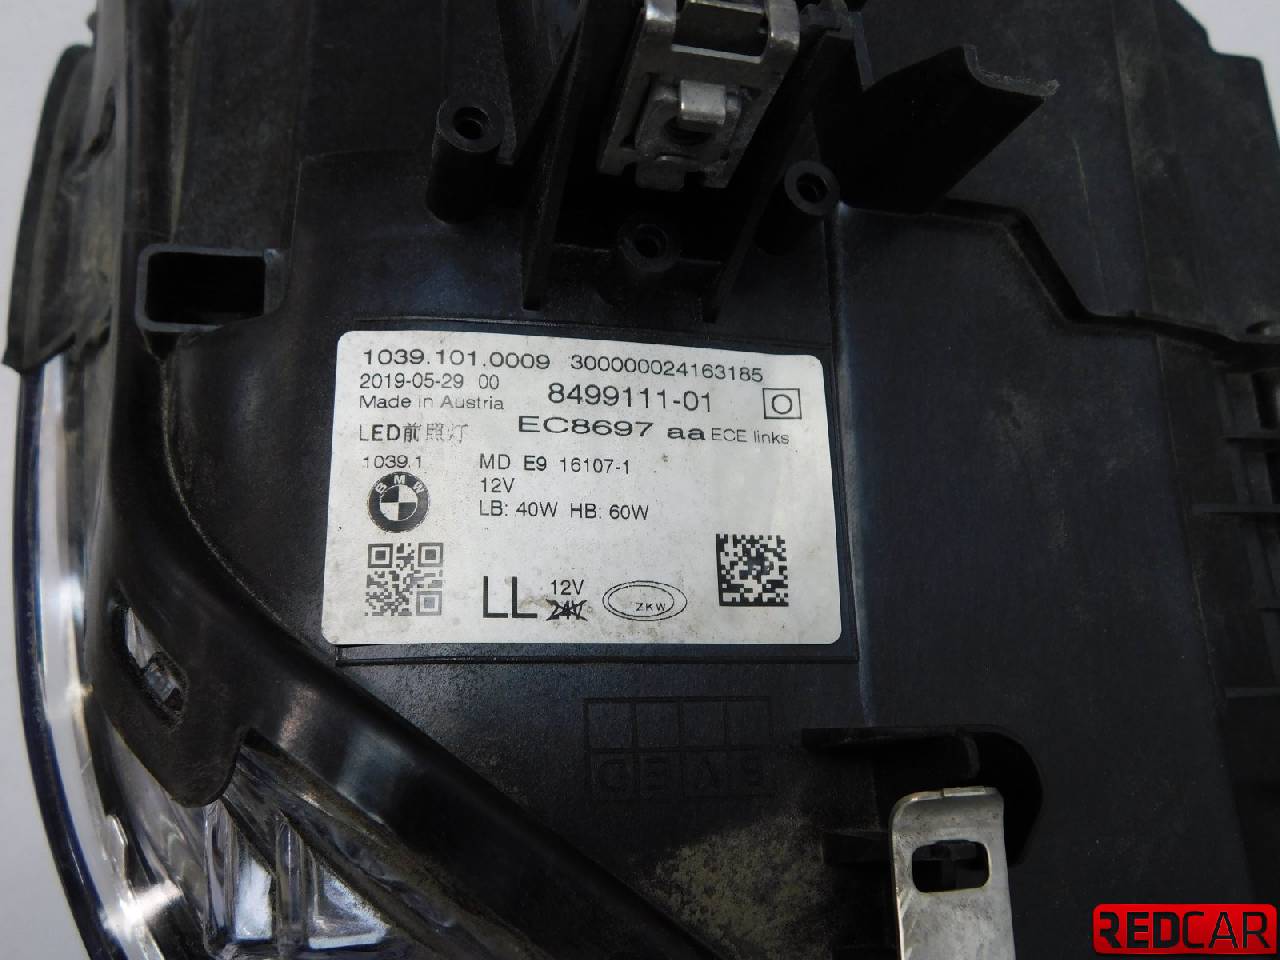 1039.101.0009 300000024163185
2019-05-29 00 8499111-01 O
Made in Austria
LED前照灯 EC8697 aa ECE links
1039.1 MD E9 16107-1
BMW 12V
LB: 40W HB: 60W
LL 12V
24V
ZKW
REDCAR